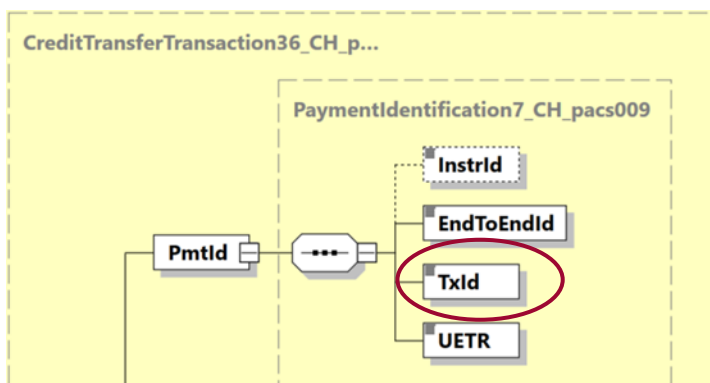 CreditTransferTransaction36_CH_p...
PaymentIdentification7_CH_pacs009
InstrId
EndToEndId
PmtId
TxId
UETR